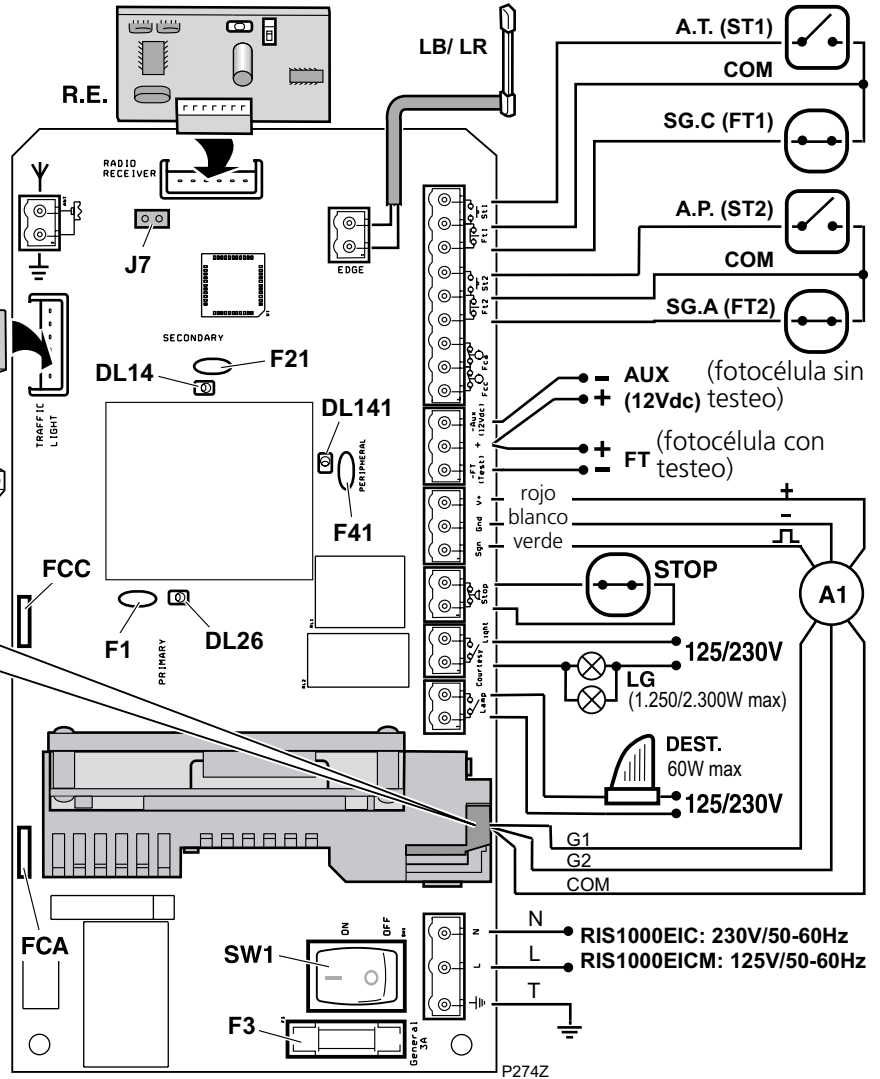 LB/ LR
A.T. (ST1)
COM
SG.C (FT1)
A.P. (ST2)
COM
SG.A (FT2)
R.E.
RADIO
RECEIVER
J7
EDGE
St1
Ft1
St2
Ft2
Fca
Fcc
SECONDARY
F21
DL14
DL141
PERIPHERAL
F41
TRAFFIC
LIGHT
-Aux
(12Vdc)
+
-FT
(Test)
− AUX (fotocélula sin
+ (12Vdc) testeo)
+ FT (fotocélula con
− testeo)
V+
Gnd
Sgn
rojo
blanco
verde
+
-
A1
Stop
STOP
FCC
F1
DL26
PRIMARY
RL1
RL2
Courtesy Light
125/230V
LG
(1.250/2.300W max)
Lamp
DEST.
60W max
125/230V
G1
G2
COM
FCA
SW1
ON
OFF
N
L
N
L
T
RIS1000EIC: 230V/50-60Hz
RIS1000EICM: 125V/50-60Hz
F3
General
3A
P274Z